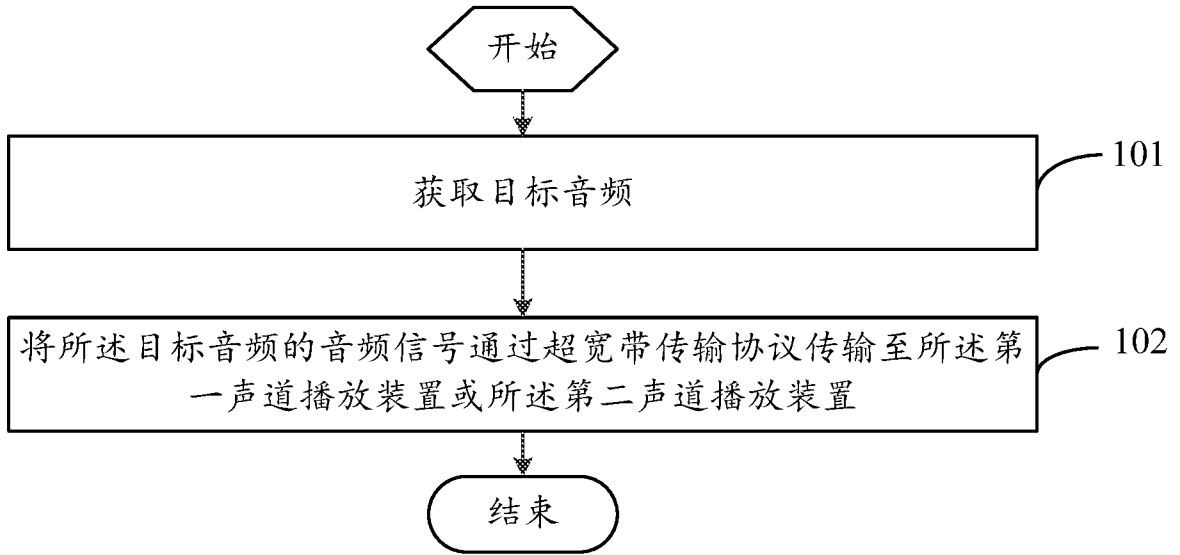 开始
获取目标音频
101
将所述目标音频的音频信号通过超宽带传输协议传输至所述第
一声道播放装置或所述第二声道播放装置
102
结束